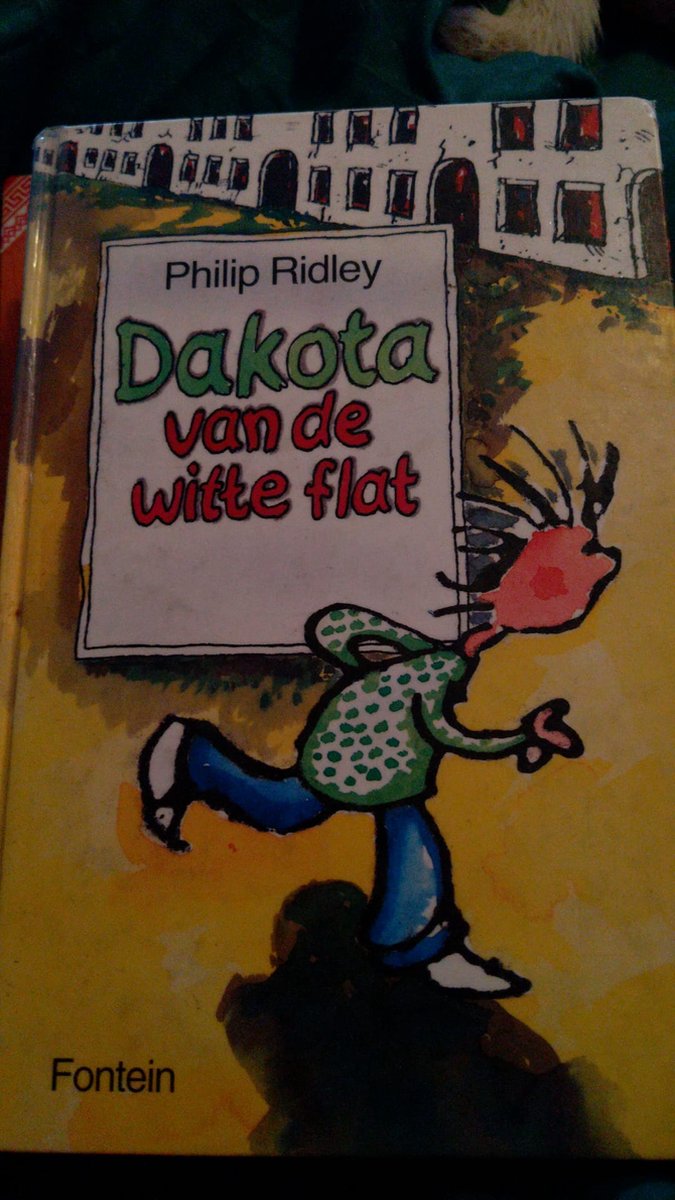 Philip Ridley
Dakota
van de
witte flat
Fontein